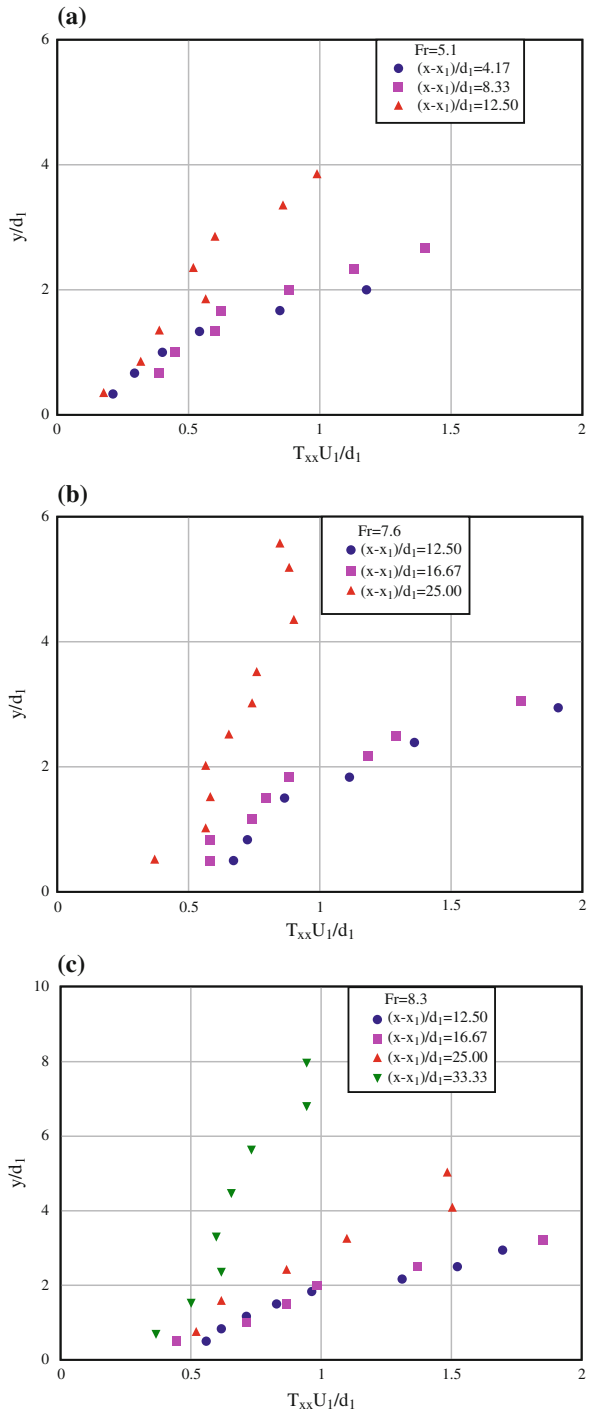 (a)
6
4
2
0
y/d₁
Fr=5.1
(x-x₁)/d₁=4.17
(x-x₁)/d₁=8.33
(x-x₁)/d₁=12.50
0 0.5 1 1.5 2
TₓₓU₁/d₁
(b)
6
4
2
0
y/d₁
Fr=7.6
(x-x₁)/d₁=12.50
(x-x₁)/d₁=16.67
(x-x₁)/d₁=25.00
0 0.5 1 1.5 2
TₓₓU₁/d₁
(c)
10
8
6
4
2
0
y/d₁
Fr=8.3
(x-x₁)/d₁=12.50
(x-x₁)/d₁=16.67
(x-x₁)/d₁=25.00
(x-x₁)/d₁=33.33
0 0.5 1 1.5 2
TₓₓU₁/d₁